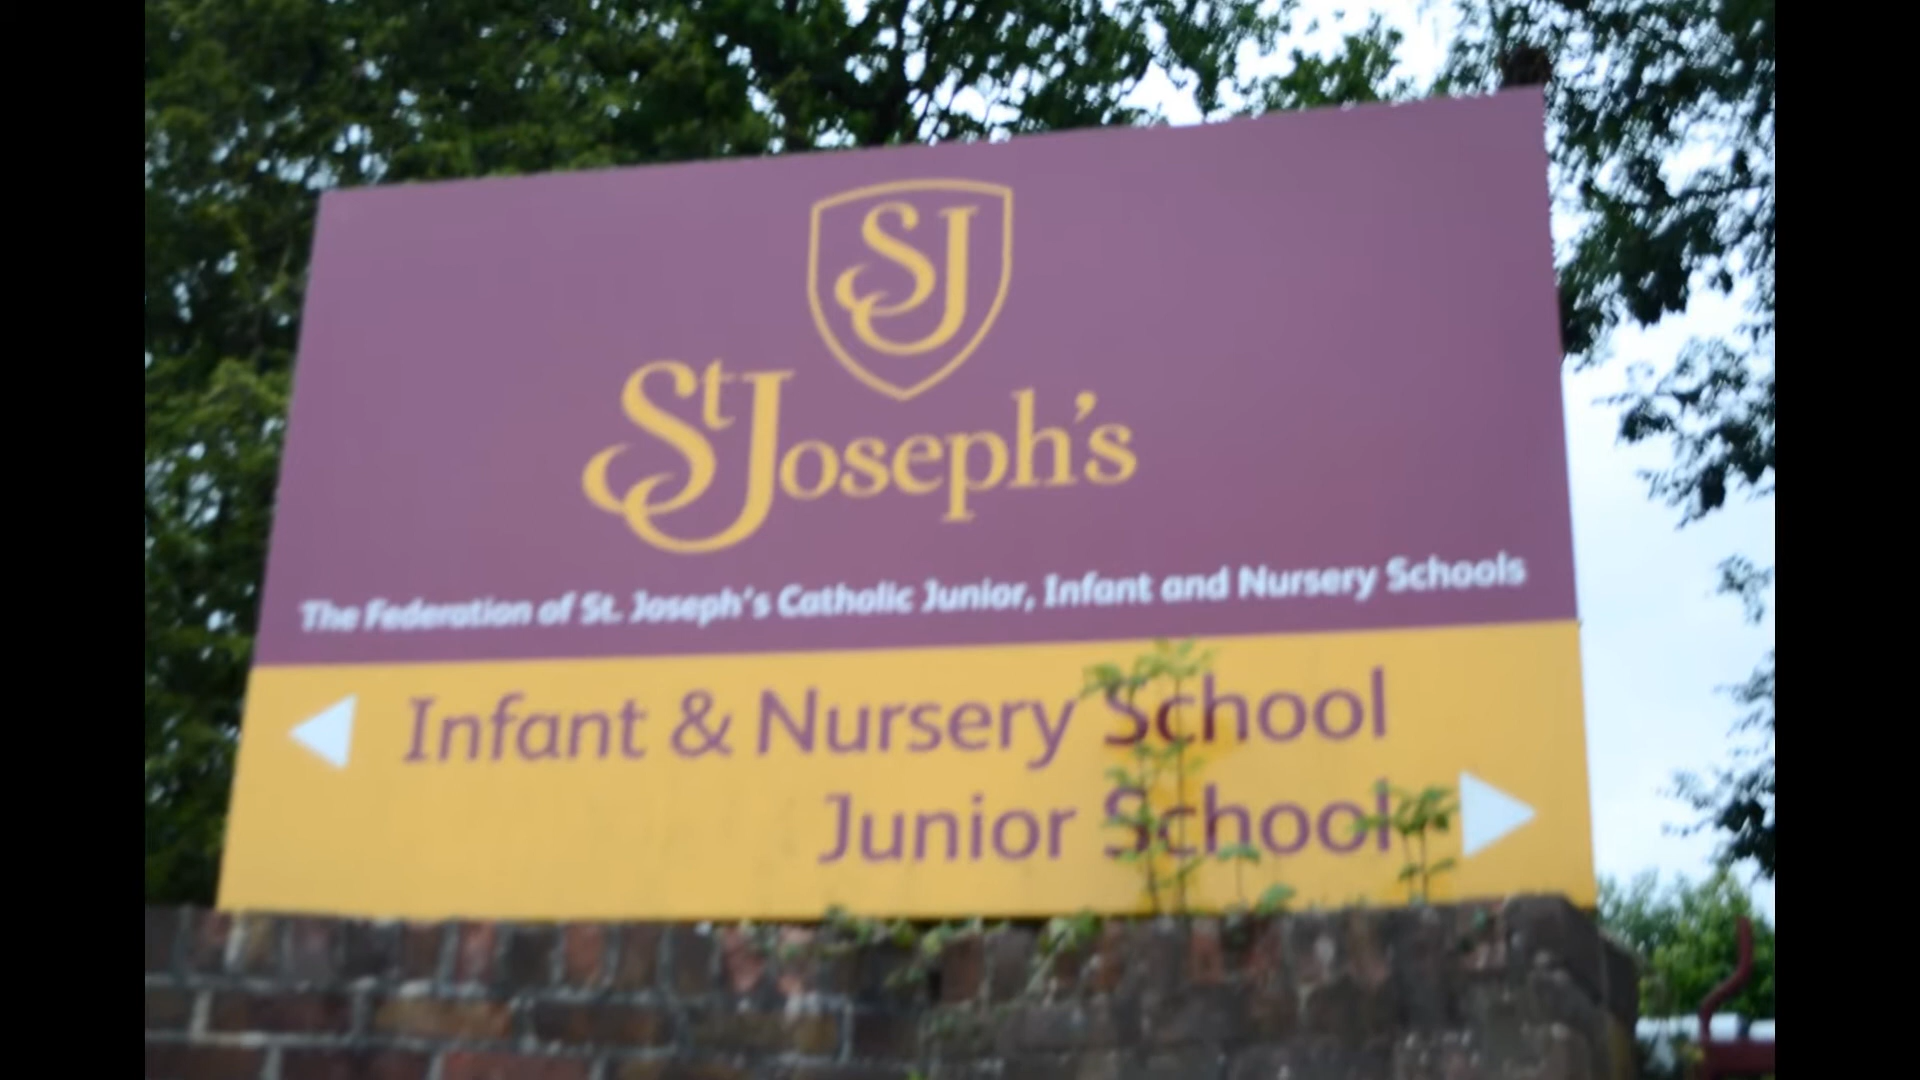 SJ
St Joseph's
The Federation of St. Joseph's Catholic Junior, Infant and Nursery Schools
Infant & Nursery School
Junior School